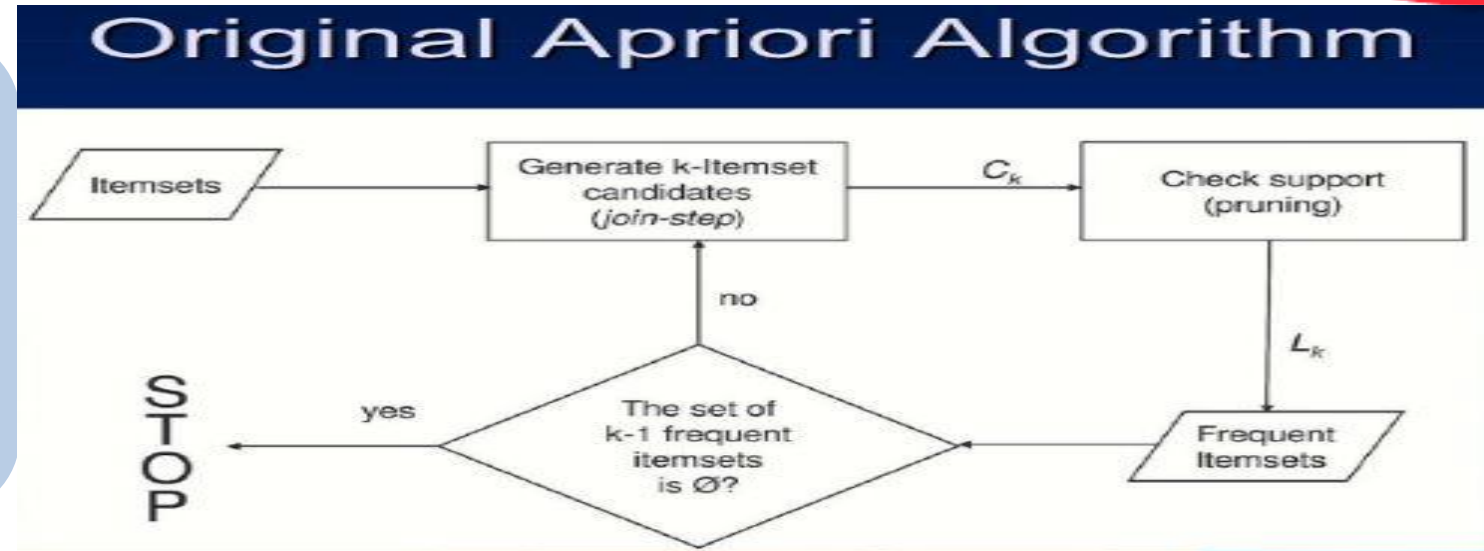 Original Apriori Algorithm
Itemsets
Generate k-Itemset
candidates
(join-step)
Cₖ
Check support
(pruning)
no
Lₖ
STOP
yes
The set of
k-1 frequent
itemsets
is Ø?
Frequent
Itemsets